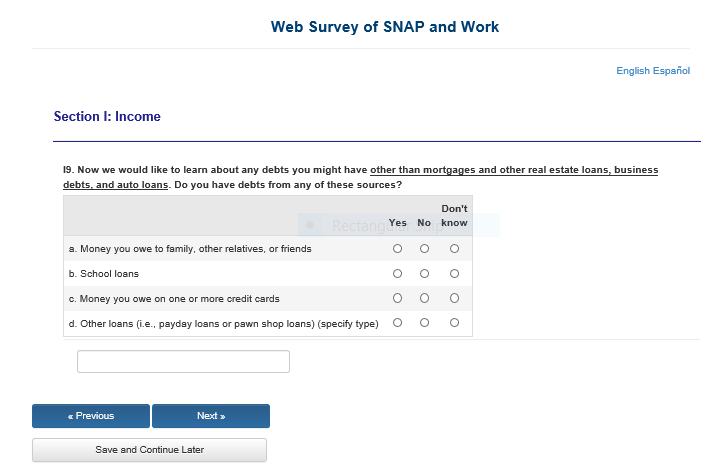 Web Survey of SNAP and Work
English Español
Section I: Income
I9. Now we would like to learn about any debts you might have other than mortgages and other real estate loans, business
debts, and auto loans. Do you have debts from any of these sources?
Don't
Yes No know
a. Money you owe to family, other relatives, or friends
b. School loans
c. Money you owe on one or more credit cards
d. Other loans (i.e., payday loans or pawn shop loans) (specify type)
« Previous
Next »
Save and Continue Later